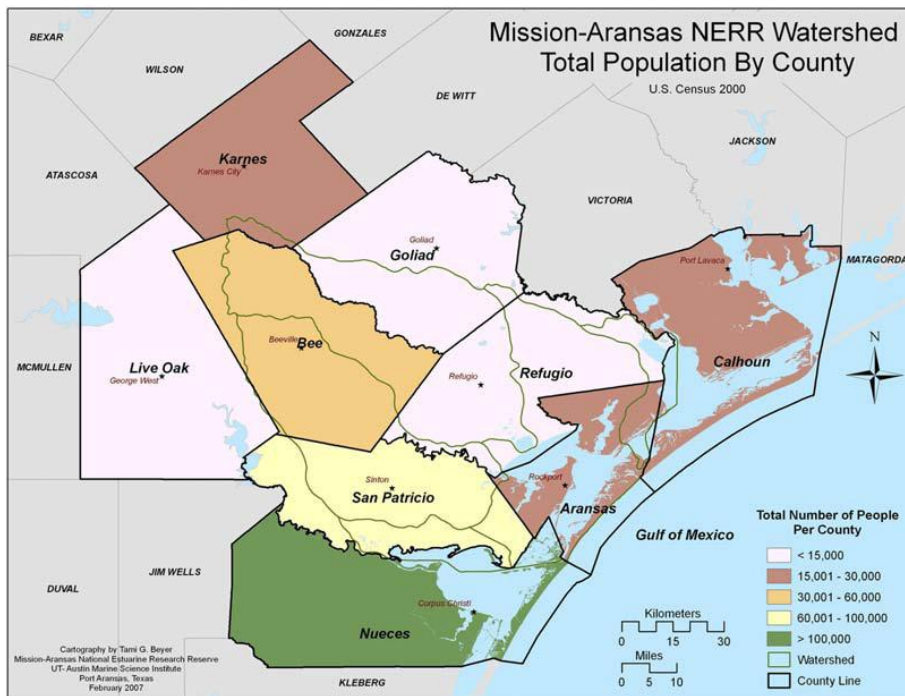 Mission-Aransas NERR Watershed
Total Population By County
U.S. Census 2000
BEXAR
GONZALES
WILSON
DE WITT
JACKSON
ATASCOSA
Karnes
Karnes City
VICTORIA
Goliad
Goliad
Port Lavaca
MATAGORDA
MCMULLEN
Beeville
Bee
Live Oak
George West
Refugio
Refugio
Calhoun
N
Sinton
San Patricio
Rockport
Aransas
Gulf of Mexico
DUVAL
JIM WELLS
Corpus Christi
Nueces
KLEBERG
Total Number of People
Per County
< 15,000
15,001 - 30,000
30,001 - 60,000
60,001 - 100,000
> 100,000
Watershed
County Line
Kilometers
0 15 30
Miles
0 5 10
Cartography by Tami G. Beyer
Mission-Aransas National Estuarine Research Reserve
UT- Austin Marine Science Institute
Port Aransas, Texas
February 2007